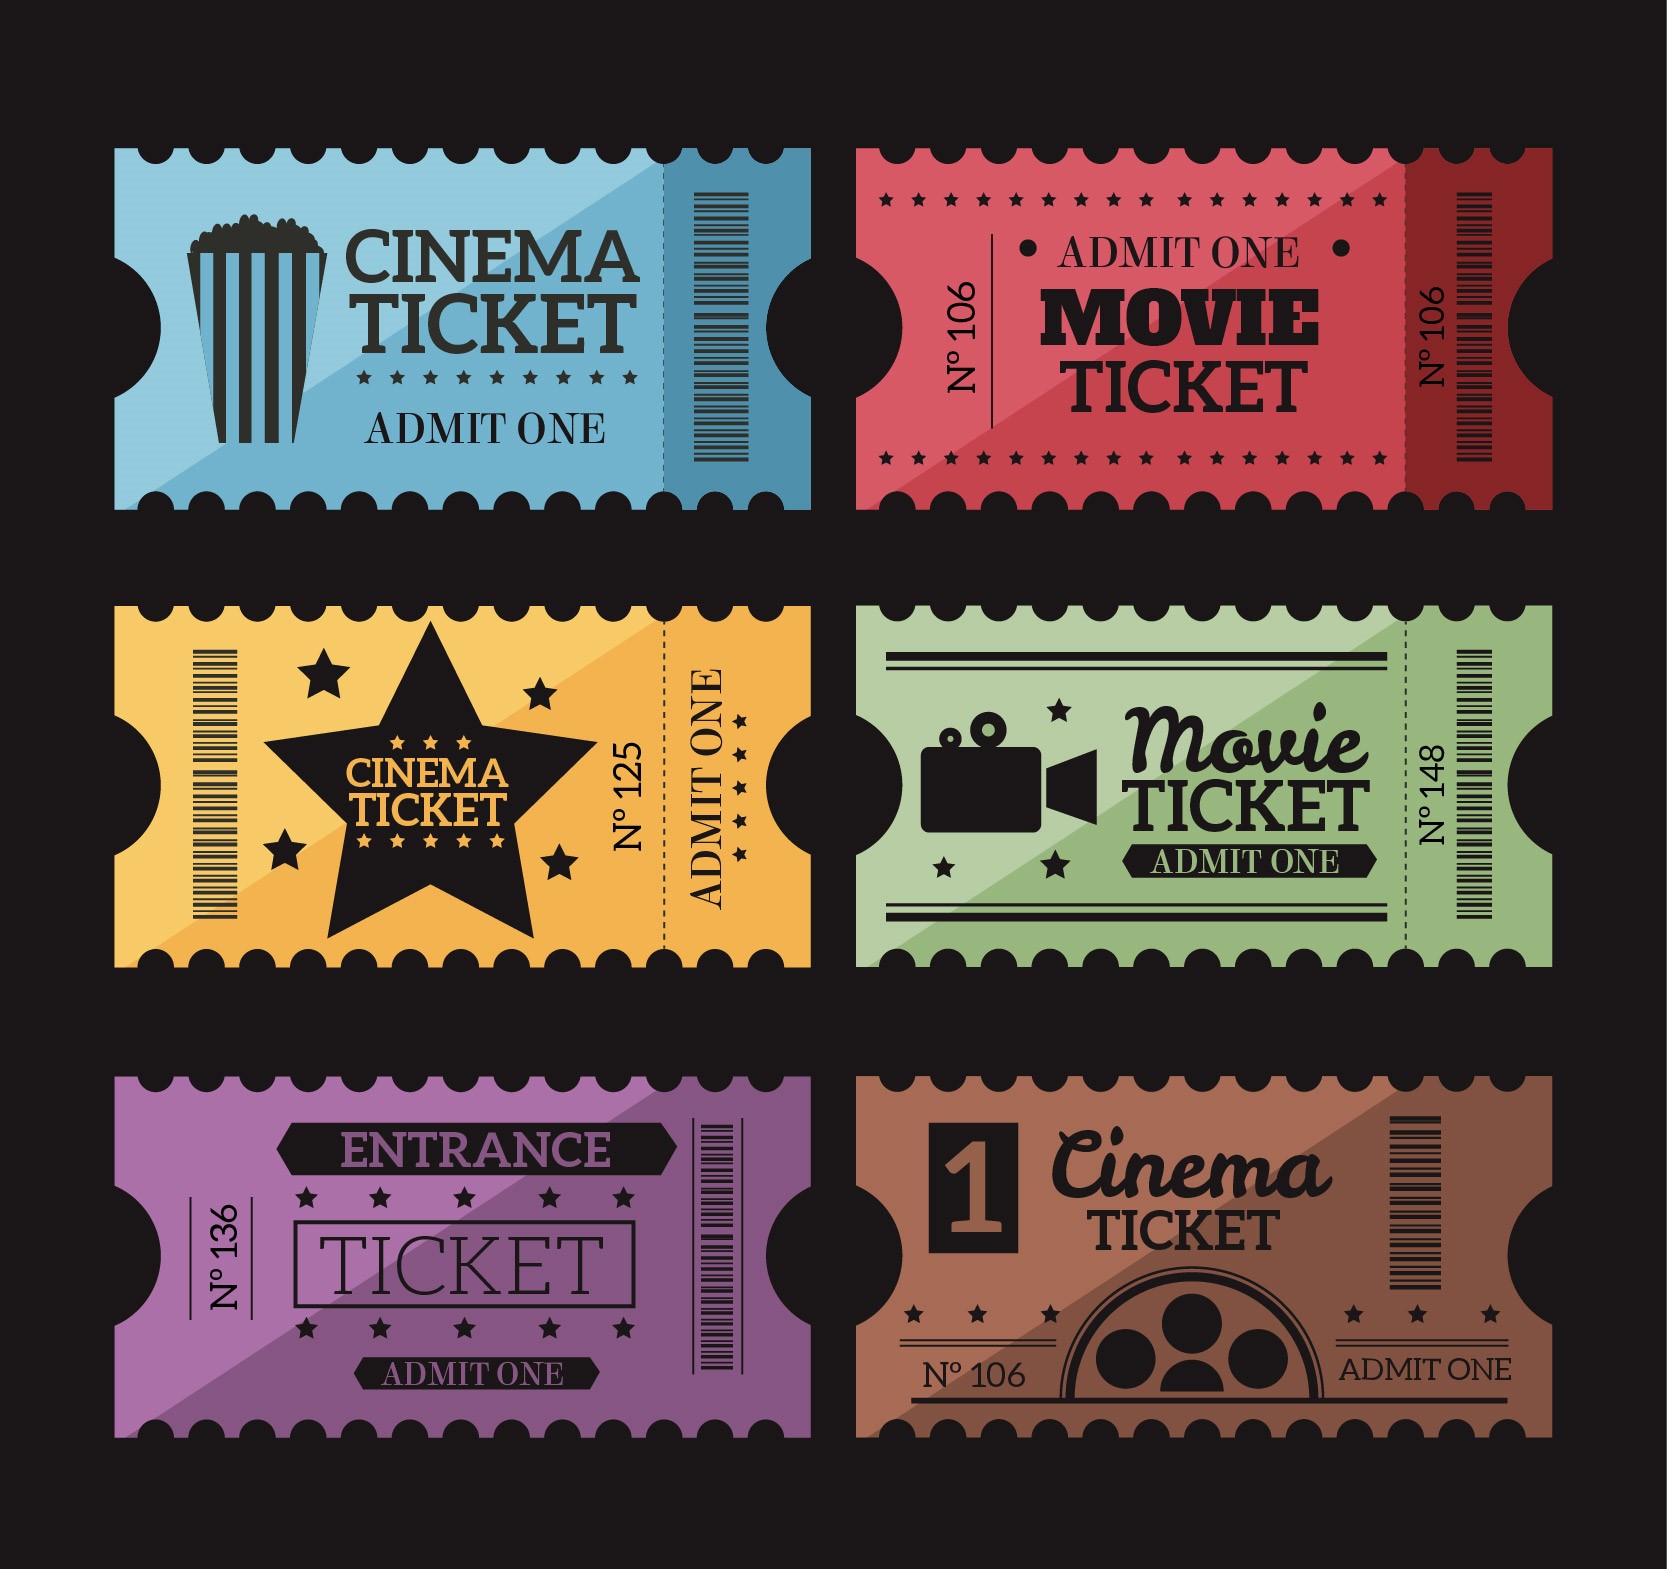 CINEMA
TICKET
ADMIT ONE
Nº 106
ADMIT ONE
MOVIE
TICKET
Nº 106
CINEMA
TICKET
Nº 125
ADMIT ONE
Movie
TICKET
ADMIT ONE
Nº 148
Nº 136
ENTRANCE
TICKET
ADMIT ONE
1
Cinema
TICKET
Nº 106
ADMIT ONE